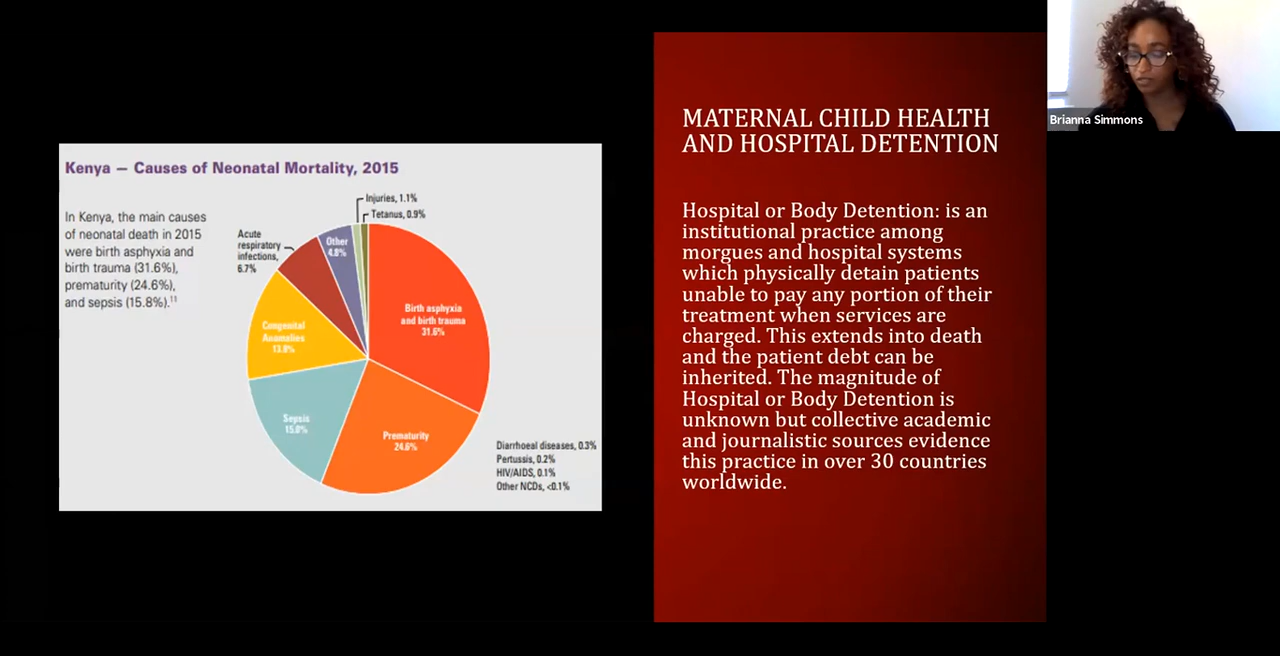 Kenya — Causes of Neonatal Mortality, 2015
In Kenya, the main causes
of neonatal death in 2015
were birth asphyxia and
birth trauma (31.6%),
prematurity (24.6%),
and sepsis (15.8%).¹¹
Injuries, 1.1%
Tetanus, 0.9%
Other
4.8%
Acute
respiratory
infections,
6.7%
Birth asphyxia
and birth trauma
31.6%
Congenital
Anomalies
Sepsis
15.8%
Prematurity
24.6%
Diarrhoeal diseases, 0.3%
Pertussis, 0.2%
HIV/AIDS, 0.1%
Other NCDs, <0.1%
MATERNAL CHILD HEALTH
AND HOSPITAL DETENTION
Hospital or Body Detention: is an
institutional practice among
morgues and hospital systems
which physically detain patients
unable to pay any portion of their
treatment when services are
charged. This extends into death
and the patient debt can be
inherited. The magnitude of
Hospital or Body Detention is
unknown but collective academic
and journalistic sources evidence
this practice in over 30 countries
worldwide.
Brianna Simmons